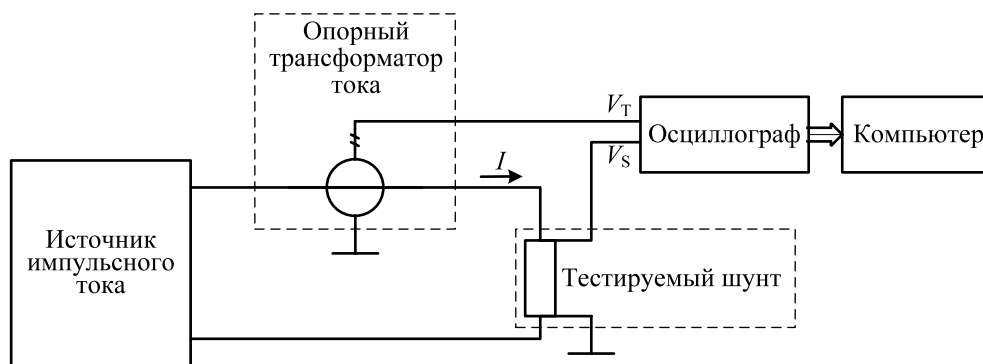 Опорный
трансформатор
тока
V_T
Осциллограф
Компьютер
V_S
I
Источник
импульсного
тока
Тестируемый шунт